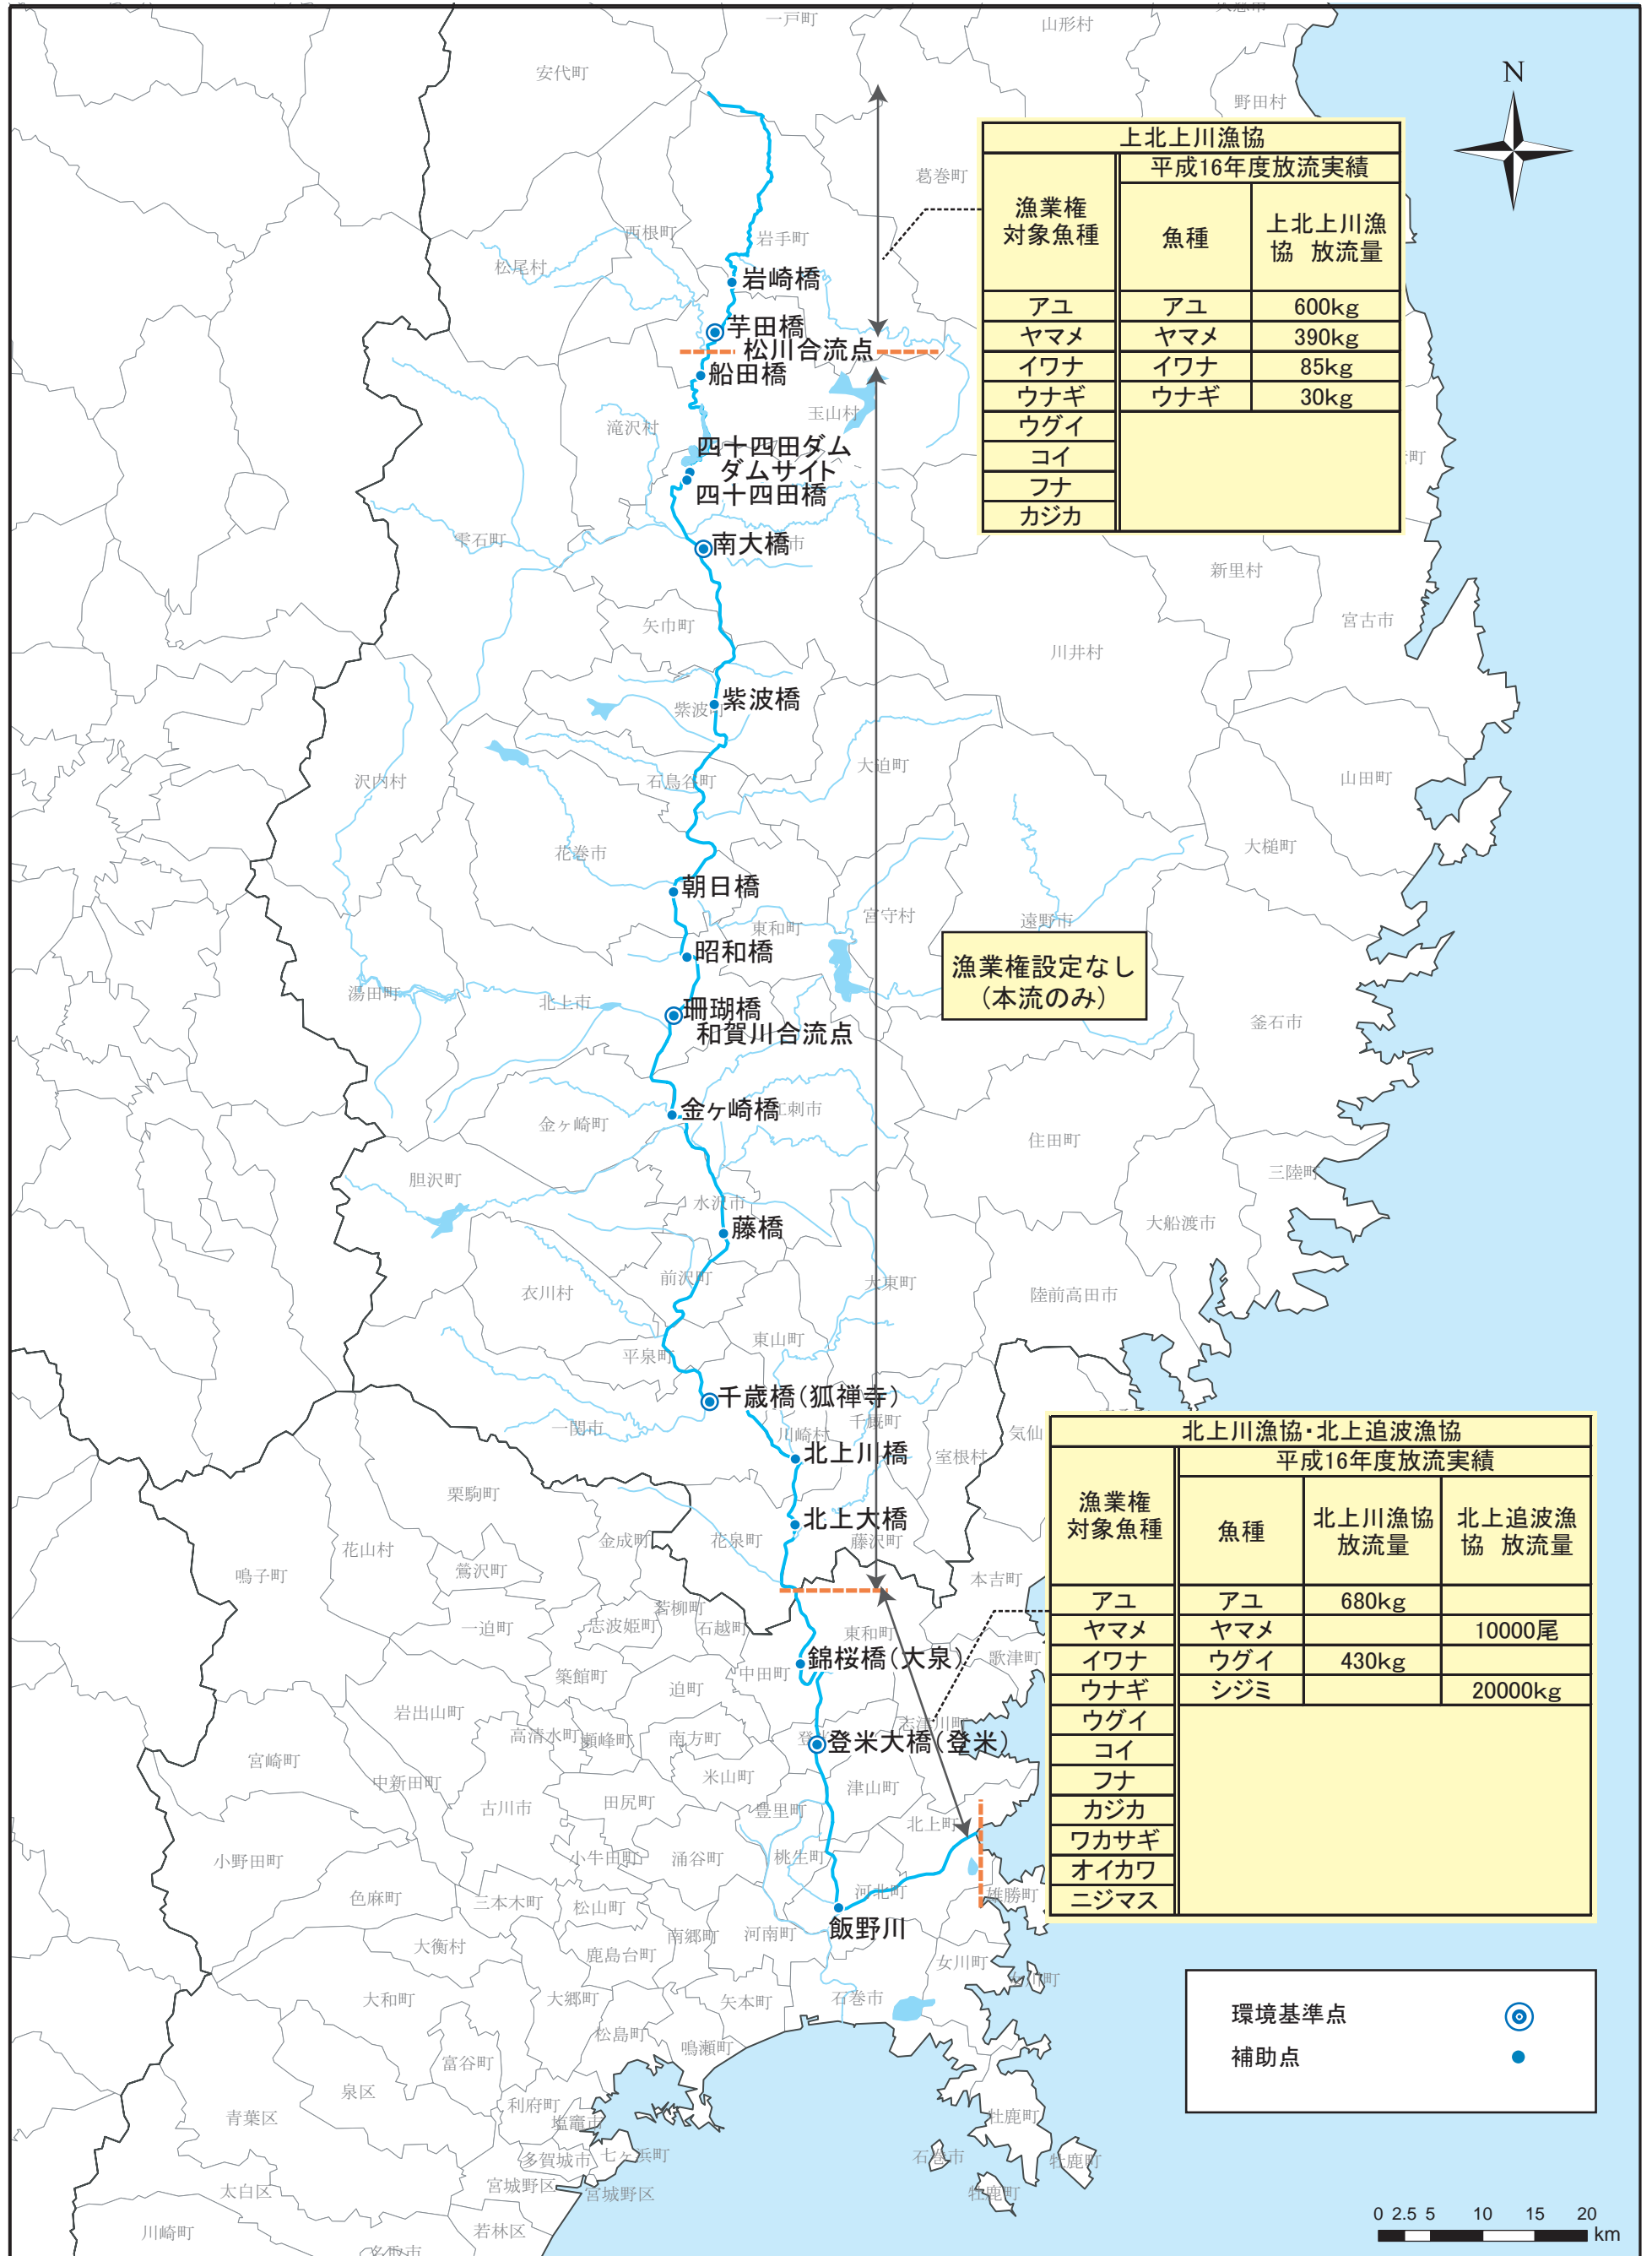 一戸町
山形村
安代町
野田村
N
葛巻町
西根町
岩手町
松尾村
上北上川漁協
漁業権
対象魚種
平成16年度放流実績
魚種
上北上川漁
協 放流量
アユ アユ 600kg
ヤマメ ヤマメ 390kg
イワナ イワナ 85kg
ウナギ ウナギ 30kg
ウグイ
コイ
フナ
カジカ
岩崎橋
芋田橋
松川合流点
船田橋
玉山村
滝沢村
四十四田ダム
ダムサイト
四十四田橋
町
雫石町
南大橋
市
新里村
宮古市
矢巾町
川井村
紫波橋
紫波町
大迫町
沢内村
石鳥谷町
山田町
花巻市
大槌町
朝日橋
東和町
宮守村
遠野市
昭和橋
漁業権設定なし
(本流のみ)
湯田町
北上市
珊瑚橋
和賀川合流点
釜石市
金ヶ崎橋
江刺市
金ヶ崎町
住田町
胆沢町
三陸町
水沢市
大船渡市
藤橋
前沢町
大東町
衣川村
陸前高田市
東山町
平泉町
千歳橋(狐禅寺)
千厩町
一関市
川崎村
気仙
北上川橋
室根村
栗駒町
北上大橋
金成町
花泉町
藤沢町
花山村
鶯沢町
鳴子町
本吉町
北上川漁協・北上追波漁協
漁業権
対象魚種
平成16年度放流実績
魚種
北上川漁協
放流量
北上追波漁
協 放流量
アユ アユ 680kg
ヤマメ ヤマメ 10000尾
イワナ ウグイ 430kg
ウナギ シジミ 20000kg
ウグイ
コイ
フナ
カジカ
ワカサギ
オイカワ
ニジマス
若柳町
一迫町
志波姫町
石越町
東和町
錦桜橋(大泉)
歌津町
築館町
中田町
迫町
岩出山町
志津川町
高清水町
瀬峰町
南方町
登米大橋(登米)
宮崎町
米山町
中新田町
津山町
古川市
田尻町
豊里町
北上町
小野田町
小牛田町
涌谷町
桃生町
色麻町
三本木町
松山町
河北町
雄勝町
飯野川
大衡村
南郷町
河南町
鹿島台町
女川町
女川町
大和町
大郷町
矢本町
石巻市
松島町
鳴瀬町
富谷町
泉区
利府町
青葉区
塩竈市
牡鹿町
多賀城市
七ヶ浜町
石巻市
牡鹿町
太白区
宮城野区
宮城野区
牡鹿町
川崎町
若林区
名取市
環境基準点
補助点
0 2.5 5 10 15 20
km